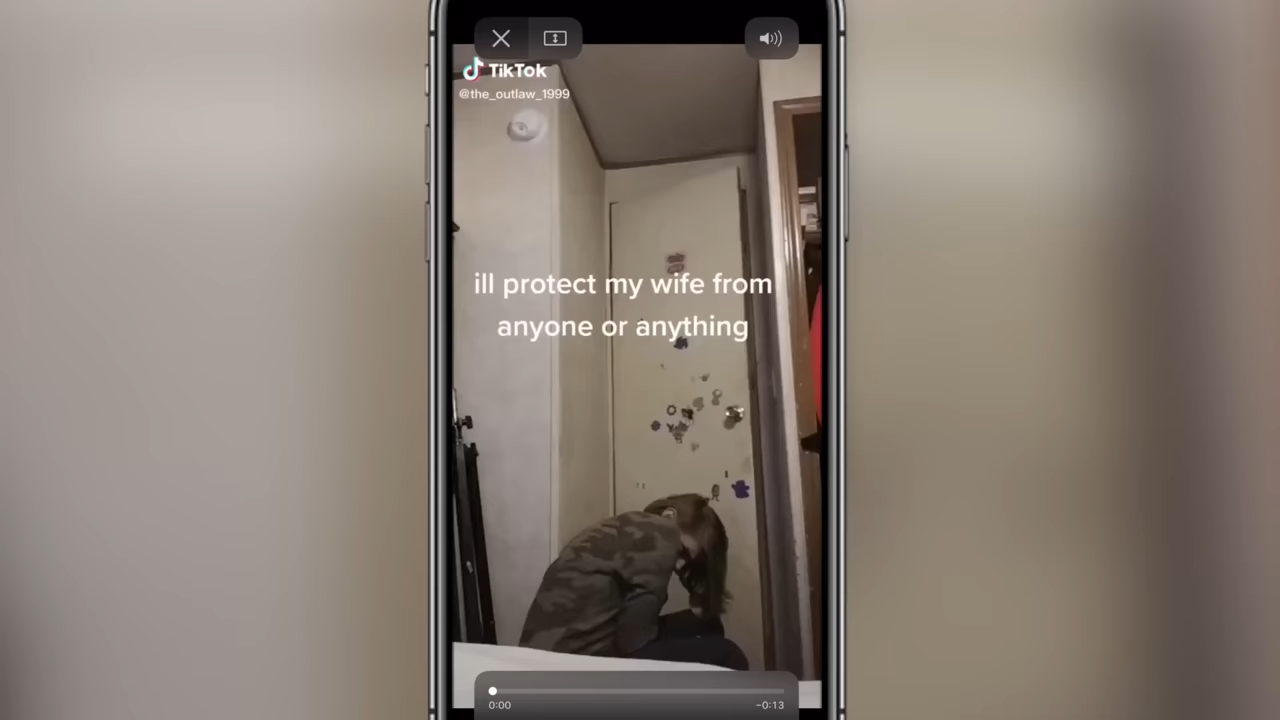 TikTok
@the_outlaw_1999
ill protect my wife from
anyone or anything
0:00
-0:13